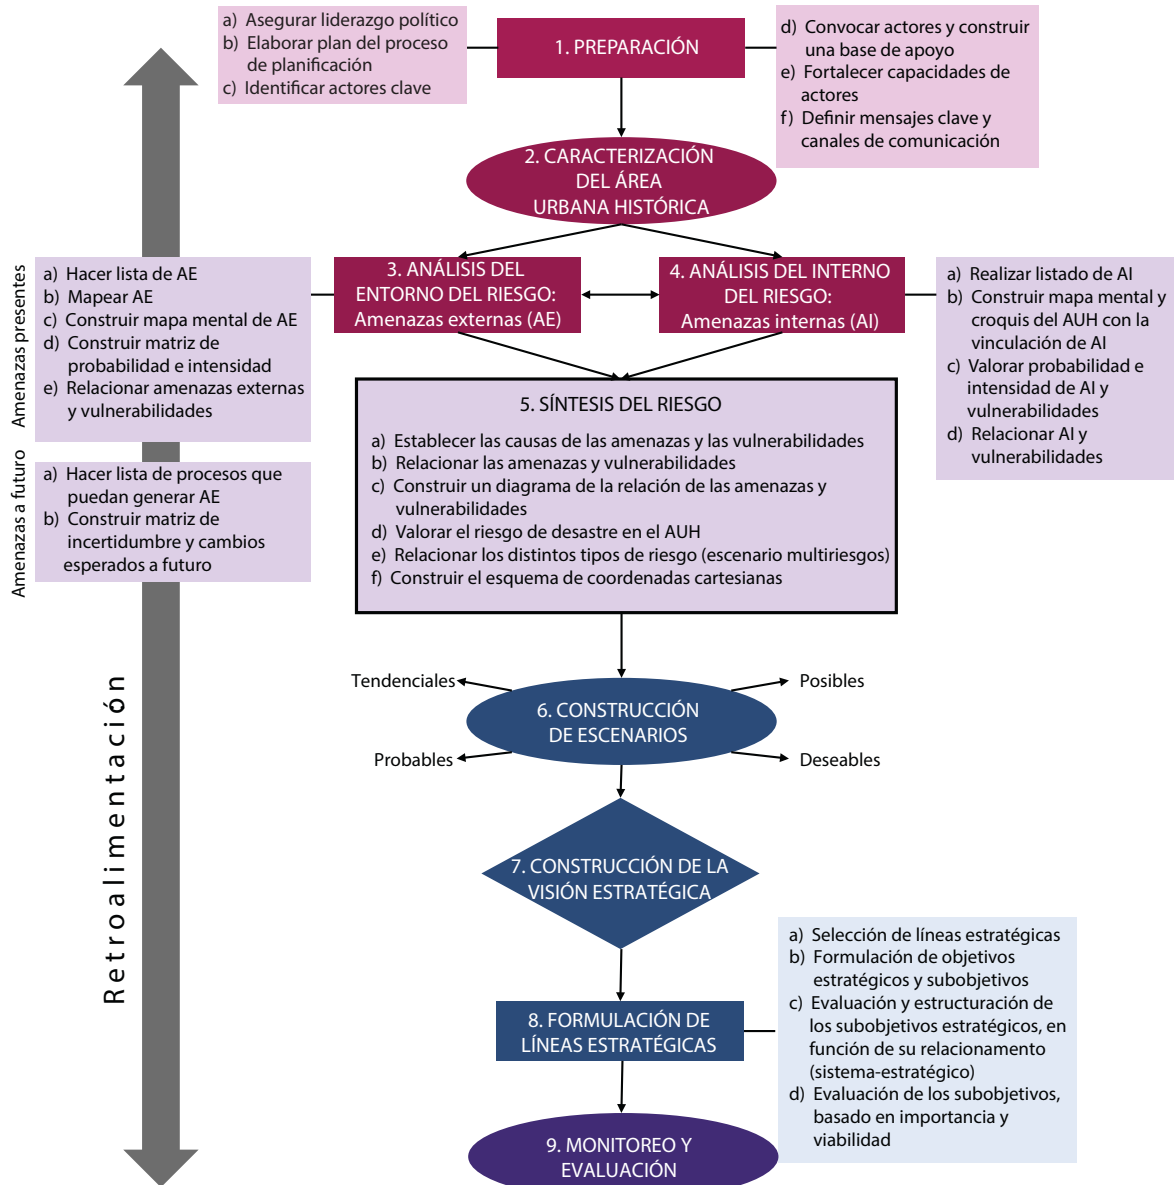 a) Asegurar liderazgo político
b) Elaborar plan del proceso
de planificación
c) Identificar actores clave
1. PREPARACIÓN
d) Convocar actores y construir
una base de apoyo
e) Fortalecer capacidades de
actores
f) Definir mensajes clave y
canales de comunicación
2. CARACTERIZACIÓN
DEL ÁREA
URBANA HISTÓRICA
Amenazas presentes
a) Hacer lista de AE
b) Mapear AE
c) Construir mapa mental de AE
d) Construir matriz de
probabilidad e intensidad
e) Relacionar amenazas externas
y vulnerabilidades
3. ANÁLISIS DEL
ENTORNO DEL RIESGO:
Amenazas externas (AE)
4. ANÁLISIS DEL INTERNO
DEL RIESGO:
Amenazas internas (AI)
a) Realizar listado de AI
b) Construir mapa mental y
croquis del AUH con la
vinculación de AI
c) Valorar probabilidad e
intensidad de AI y
vulnerabilidades
d) Relacionar AI y
vulnerabilidades
Amenazas a futuro
a) Hacer lista de procesos que
puedan generar AE
b) Construir matriz de
incertidumbre y cambios
esperados a futuro
5. SÍNTESIS DEL RIESGO
a) Establecer las causas de las amenazas y las vulnerabilidades
b) Relacionar las amenazas y vulnerabilidades
c) Construir un diagrama de la relación de las amenazas y
vulnerabilidades
d) Valorar el riesgo de desastre en el AUH
e) Relacionar los distintos tipos de riesgo (escenario multiriesgos)
f) Construir el esquema de coordenadas cartesianas
Retroalimentación
Tendenciales
Posibles
6. CONSTRUCCIÓN
DE ESCENARIOS
Probables
Deseables
7. CONSTRUCCIÓN DE LA
VISIÓN ESTRATÉGICA
8. FORMULACIÓN DE
LÍNEAS ESTRATÉGICAS
a) Selección de líneas estratégicas
b) Formulación de objetivos
estratégicos y subobjetivos
c) Evaluación y estructuración de
los subobjetivos estratégicos, en
función de su relacionamento
(sistema-estratégico)
d) Evaluación de los subobjetivos,
basado en importancia y
viabilidad
9. MONITOREO Y
EVALUACIÓN